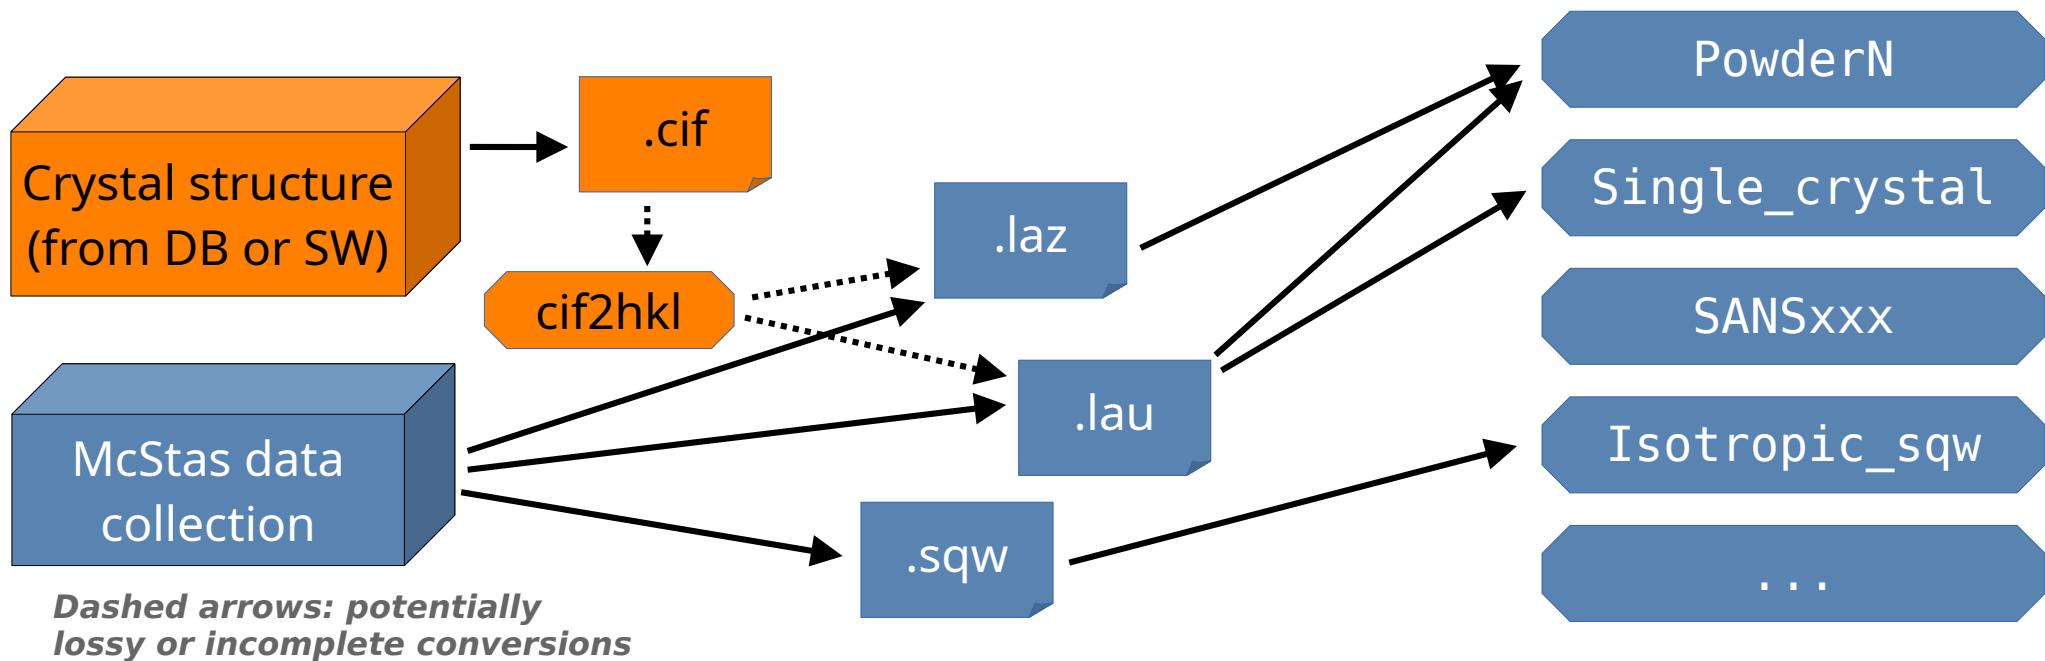 Crystal structure
(from DB or SW)
.cif
cif2hkl
McStas data
collection
.laz
.lau
.sqw
PowderN
Single_crystal
SANSxxx
Isotropic_sqw
...
Dashed arrows: potentially
lossy or incomplete conversions